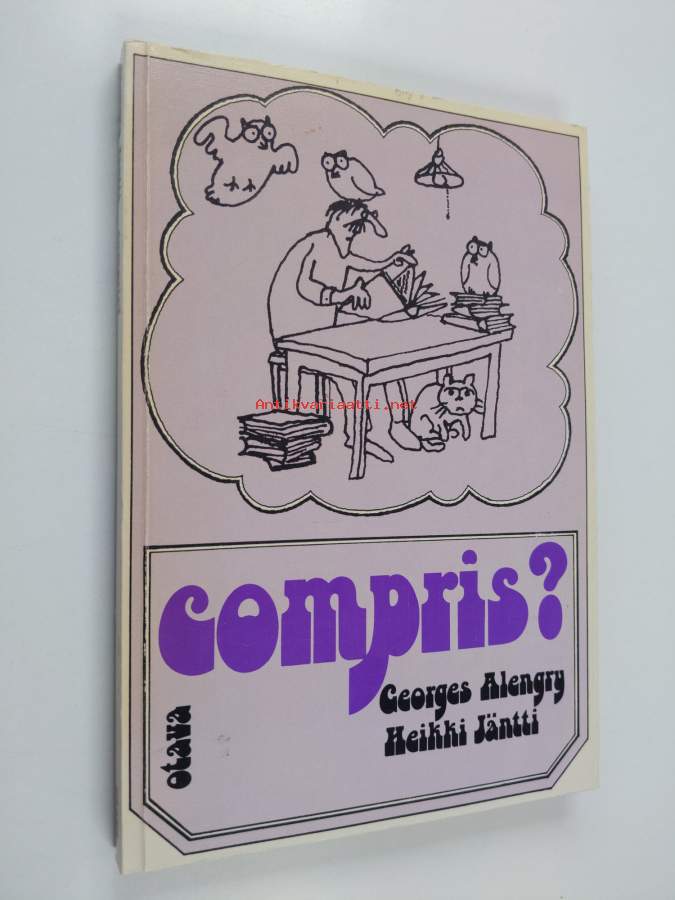 Antikvariaatti.net
compris?
Georges Alengry
Heikki Jäntti
otava